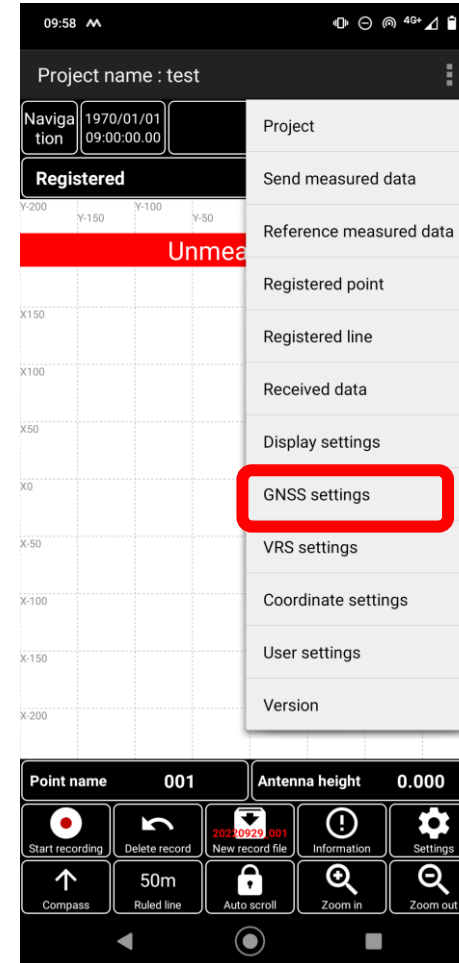 09:58 4G+
Project name : test
Naviga
tion
1970/01/01
09:00:00.00
Registered
Y-200 Y-150 Y-100 Y-50
Unmea
X150
X100
X50
X0
X-50
X-100
X-150
X-200
Project
Send measured data
Reference measured data
Registered point
Registered line
Received data
Display settings
GNSS settings
VRS settings
Coordinate settings
User settings
Version
Point name 001 Antenna height 0.000
20220929_001
Start recording Delete record New record file Information Settings
50m
Compass Ruled line Auto scroll Zoom in Zoom out